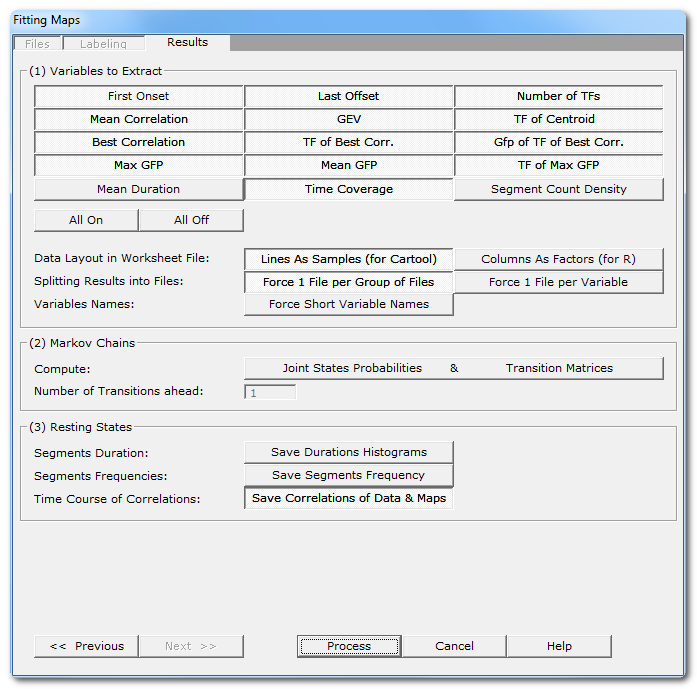 Fitting Maps
Files Labeling Results
(1) Variables to Extract
First Onset Last Offset Number of TFs
Mean Correlation GEV TF of Centroid
Best Correlation TF of Best Corr. Gfp of TF of Best Corr.
Max GFP Mean GFP TF of Max GFP
Mean Duration Time Coverage Segment Count Density
All On All Off
Data Layout in Worksheet File: Lines As Samples (for Cartool) Columns As Factors (for R)
Splitting Results into Files: Force 1 File per Group of Files Force 1 File per Variable
Variables Names: Force Short Variable Names
(2) Markov Chains
Compute: Joint States Probabilities & Transition Matrices
Number of Transitions ahead: 1
(3) Resting States
Segments Duration: Save Durations Histograms
Segments Frequencies: Save Segments Frequency
Time Course of Correlations: Save Correlations of Data & Maps
<< Previous Next >> Process Cancel Help